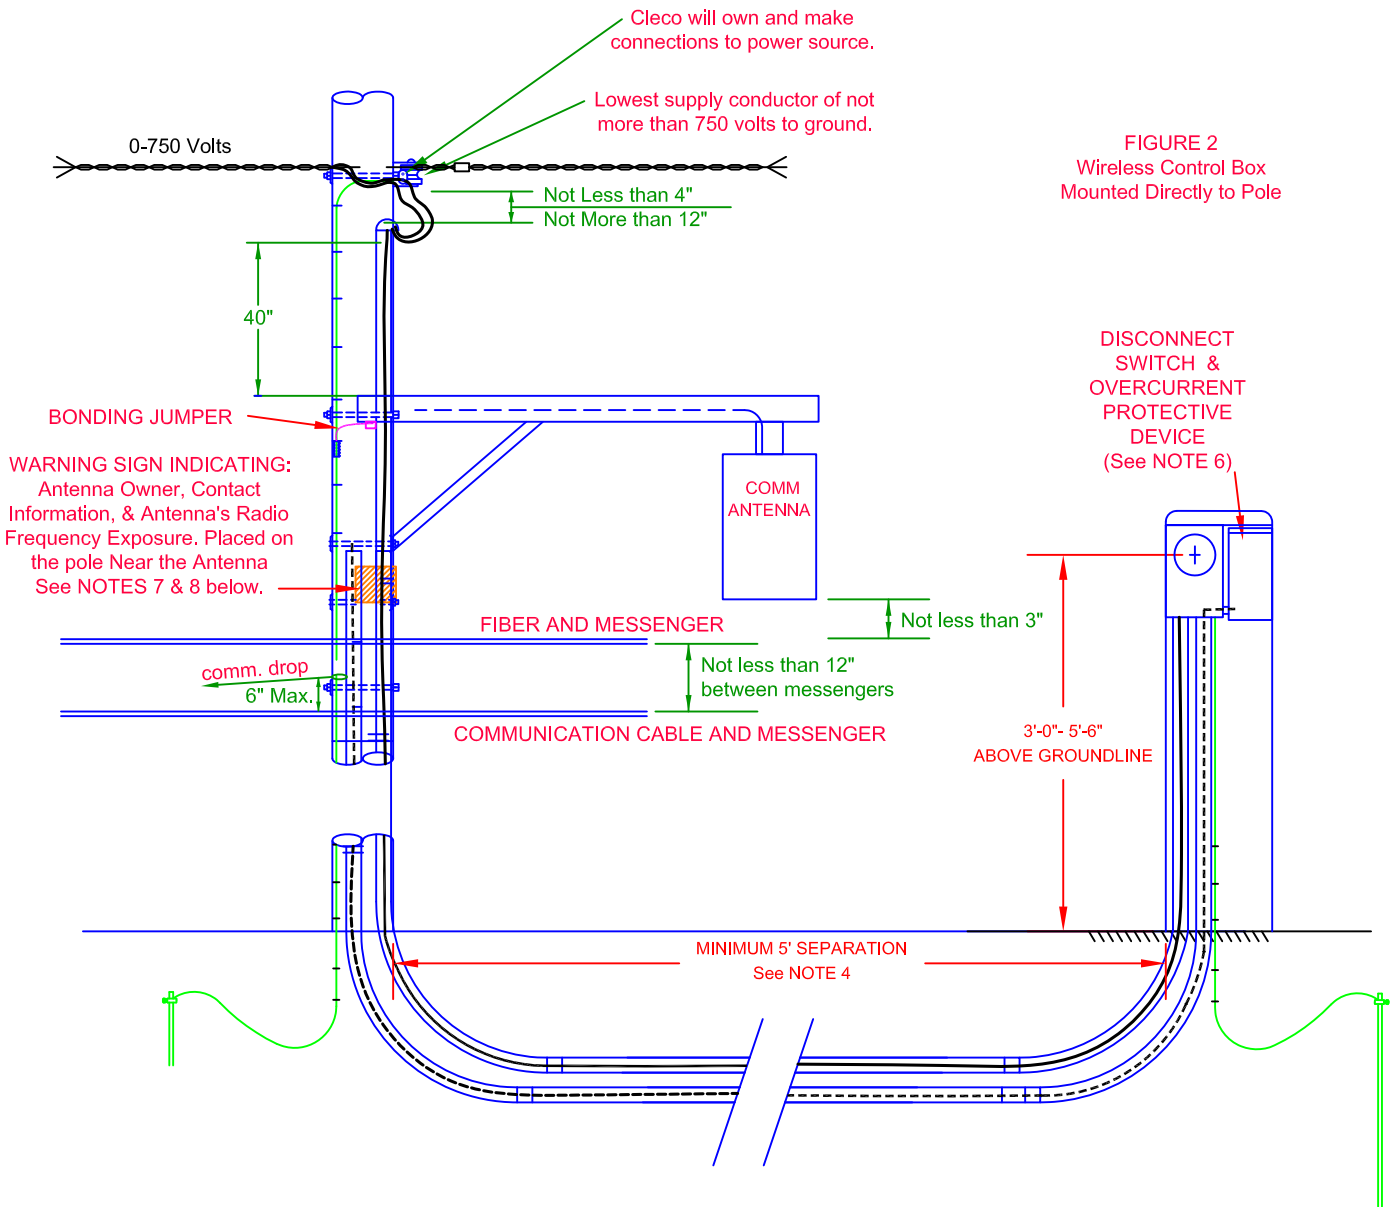 Cleco will own and make
connections to power source.
Lowest supply conductor of not
more than 750 volts to ground.
0-750 Volts
FIGURE 2
Wireless Control Box
Mounted Directly to Pole
Not Less than 4"
Not More than 12"
40"
DISCONNECT
SWITCH &
OVERCURRENT
PROTECTIVE
DEVICE
(See NOTE 6)
BONDING JUMPER
WARNING SIGN INDICATING:
Antenna Owner, Contact
Information, & Antenna's Radio
Frequency Exposure. Placed on
the pole Near the Antenna
See NOTES 7 & 8 below.
COMM
ANTENNA
FIBER AND MESSENGER
Not less than 3"
comm. drop
6" Max.
Not less than 12"
between messengers
COMMUNICATION CABLE AND MESSENGER
3'-0"- 5'-6"
ABOVE GROUNDLINE
MINIMUM 5' SEPARATION
See NOTE 4